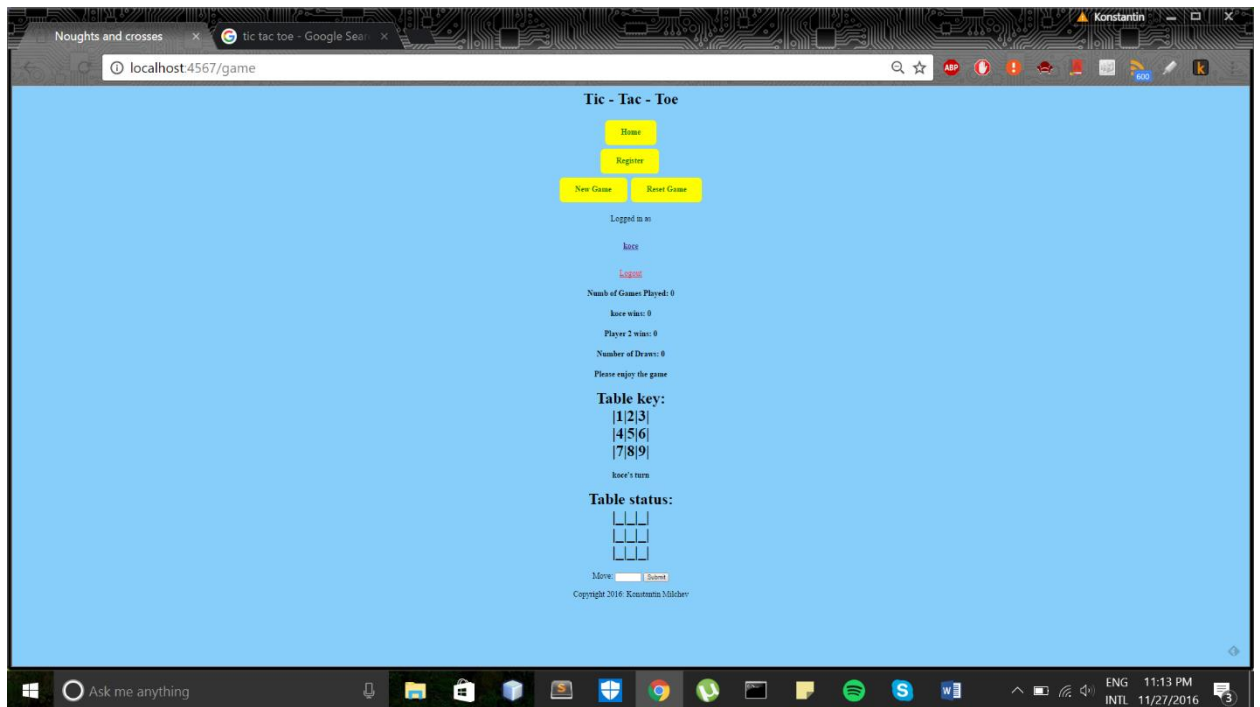 Konstantin
Noughts and crosses
tic tac toe - Google Sear
localhost:4567/game
ABP
600
k
Tic - Tac - Toe
Home
Register
New Game Reset Game
Logged in as
koce
Logout
Numb of Games Played: 0
koce wins: 0
Player 2 wins: 0
Number of Draws: 0
Please enjoy the game
Table key:
|1|2|3|
|4|5|6|
|7|8|9|
koce's turn
Table status:
|_|_|_|
|_|_|_|
|_|_|_|
Move: Submit
Copyright 2016: Konstantin Milchev
Ask me anything
ENG 11:13 PM
INTL 11/27/2016
3